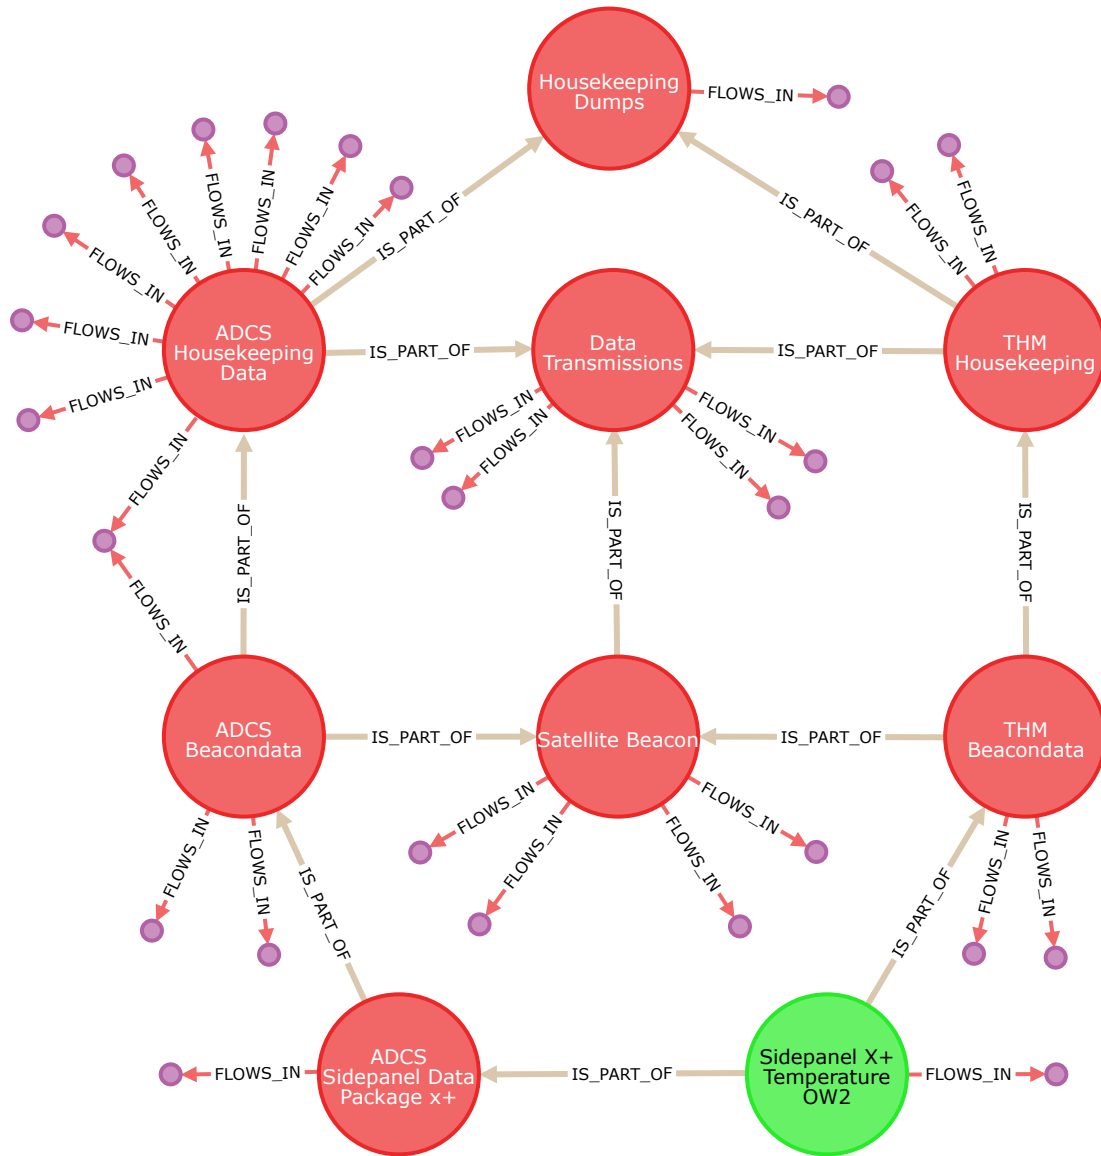 Housekeeping
Dumps
FLOWS_IN
FLOWS_IN
FLOWS_IN
FLOWS_IN
FLOWS_IN
FLOWS_IN
FLOWS_IN
FLOWS_IN
FLOWS_IN
FLOWS_IN
IS_PART_OF
IS_PART_OF
FLOWS_IN
FLOWS_IN
ADCS
Housekeeping
Data
IS_PART_OF
Data
Transmissions
IS_PART_OF
THM
Housekeeping
FLOWS_IN
FLOWS_IN
FLOWS_IN
FLOWS_IN
FLOWS_IN
IS_PART_OF
IS_PART_OF
IS_PART_OF
ADCS
Beacondata
IS_PART_OF
Satellite Beacon
IS_PART_OF
THM
Beacondata
FLOWS_IN
FLOWS_IN
FLOWS_IN
FLOWS_IN
FLOWS_IN
FLOWS_IN
FLOWS_IN
FLOWS_IN
IS_PART_OF
IS_PART_OF
FLOWS_IN
ADCS
Sidepanel Data
Package x+
IS_PART_OF
Sidepanel X+
Temperature
OW2
FLOWS_IN